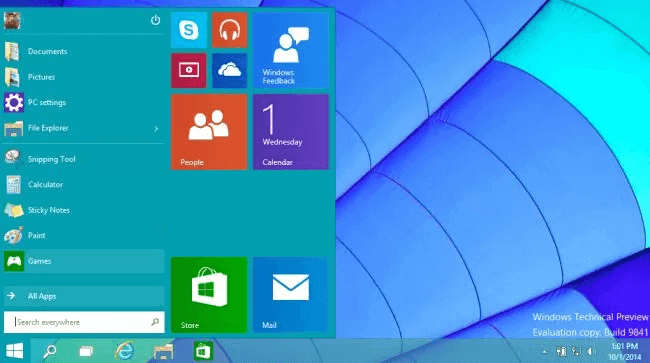 Documents
Pictures
PC settings
File Explorer
Snipping Tool
Calculator
Sticky Notes
Paint
Games
All Apps
Search everywhere
Windows
Feedback
People
1
Wednesday
Calendar
Store
Mail
Windows Technical Preview
Evaluation copy. Build 9841
1:01 PM
10/1/2014